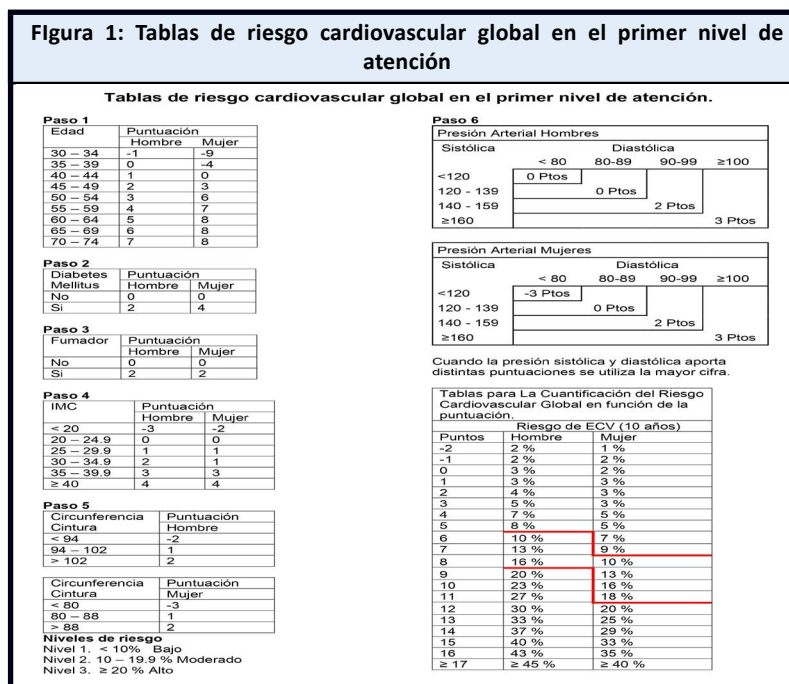 FIgura 1: Tablas de riesgo cardiovascular global en el primer nivel de
atención
Tablas de riesgo cardiovascular global en el primer nivel de atención.
Paso 1
Edad Puntuación
Hombre Mujer
30 – 34 -1 -9
35 – 39 0 -4
40 – 44 1 0
45 – 49 2 3
50 – 54 3 6
55 – 59 4 7
60 – 64 5 8
65 – 69 6 8
70 – 74 7 8
Paso 2
Diabetes Puntuación
Mellitus Hombre Mujer
No 0 0
Si 2 4
Paso 3
Fumador Puntuación
Hombre Mujer
No 0 0
Si 2 2
Paso 4
IMC Puntuación
Hombre Mujer
< 20 -3 -2
20 – 24.9 0 0
25 – 29.9 1 1
30 – 34.9 2 1
35 – 39.9 3 3
≥ 40 4 4
Paso 5
Circunferencia Puntuación
Cintura Hombre
< 94 -2
94 – 102 1
> 102 2
Circunferencia Puntuación
Cintura Mujer
< 80 -3
80 – 88 1
> 88 2
Niveles de riesgo
Nivel 1. < 10% Bajo
Nivel 2. 10 – 19.9 % Moderado
Nivel 3. ≥ 20 % Alto
Paso 6
Presión Arterial Hombres
Sistólica Diastólica
< 80 80-89 90-99 ≥100
<120 0 Ptos
120 - 139 0 Ptos
140 - 159 2 Ptos
≥160 3 Ptos
Presión Arterial Mujeres
Sistólica Diastólica
< 80 80-89 90-99 ≥100
<120 -3 Ptos
120 - 139 0 Ptos
140 - 159 2 Ptos
≥160 3 Ptos
Cuando la presión sistólica y diastólica aporta
distintas puntuaciones se utiliza la mayor cifra.
Tablas para La Cuantificación del Riesgo
Cardiovascular Global en función de la
puntuación.
Riesgo de ECV (10 años)
Puntos Hombre Mujer
-2 2 % 1 %
-1 2 % 2 %
0 3 % 2 %
1 3 % 3 %
2 4 % 3 %
3 5 % 3 %
4 7 % 5 %
5 8 % 5 %
6 10 % 7 %
7 13 % 9 %
8 16 % 10 %
9 20 % 13 %
10 23 % 16 %
11 27 % 18 %
12 30 % 20 %
13 33 % 25 %
14 37 % 29 %
15 40 % 33 %
16 43 % 35 %
≥ 17 ≥ 45 % ≥ 40 %